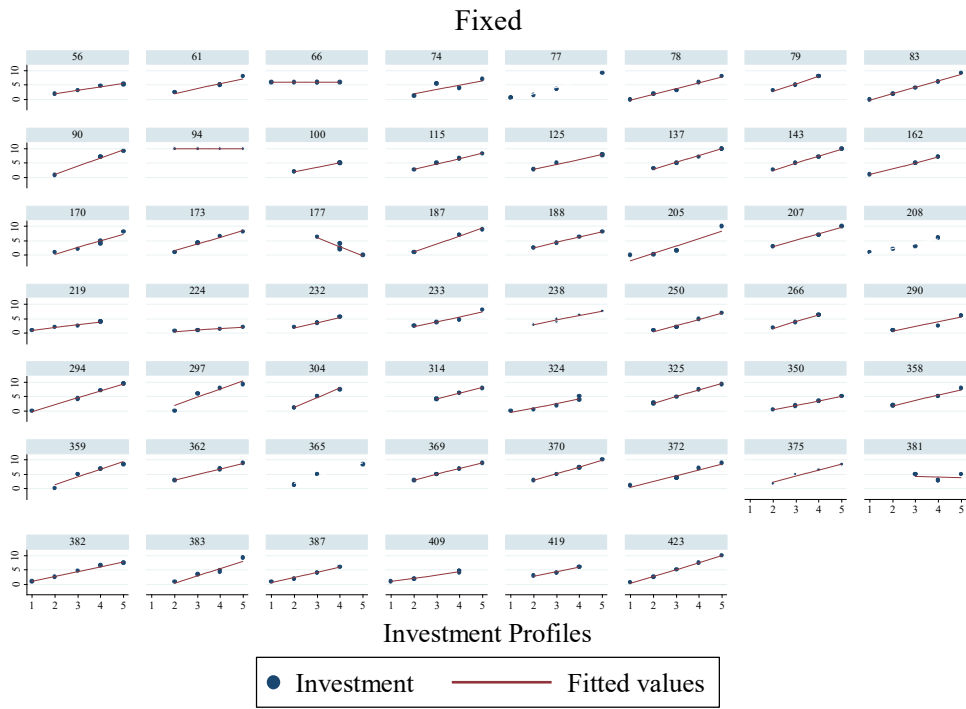 Fixed
56 61 66 74 77 78 79 83
0 5 10
90 94 100 115 125 137 143 162
0 5 10
170 173 177 187 188 205 207 208
0 5 10
219 224 232 233 238 250 266 290
0 5 10
294 297 304 314 324 325 350 358
0 5 10
359 362 365 369 370 372 375 381
0 5 10
1 2 3 4 5 1 2 3 4 5
382 383 387 409 419 423
0 5 10
1 2 3 4 5 1 2 3 4 5 1 2 3 4 5 1 2 3 4 5 1 2 3 4 5 1 2 3 4 5
Investment Profiles
Investment Fitted values